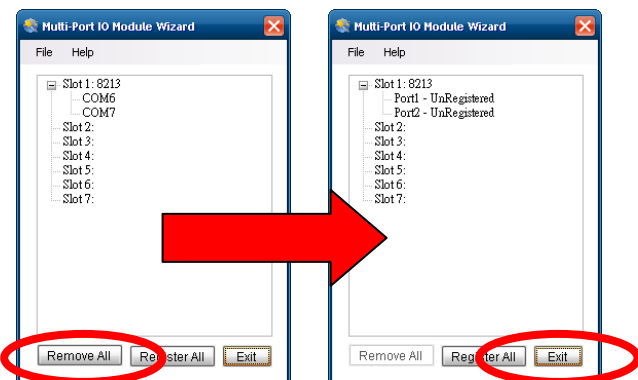 Multi-Port IO Module Wizard
File Help
Slot 1: 8213
COM6
COM7
Slot 2:
Slot 3:
Slot 4:
Slot 5:
Slot 6:
Slot 7:
Remove All Register All Exit
Multi-Port IO Module Wizard
File Help
Slot 1: 8213
Port1 - UnRegistered
Port2 - UnRegistered
Slot 2:
Slot 3:
Slot 4:
Slot 5:
Slot 6:
Slot 7:
Remove All Register All Exit